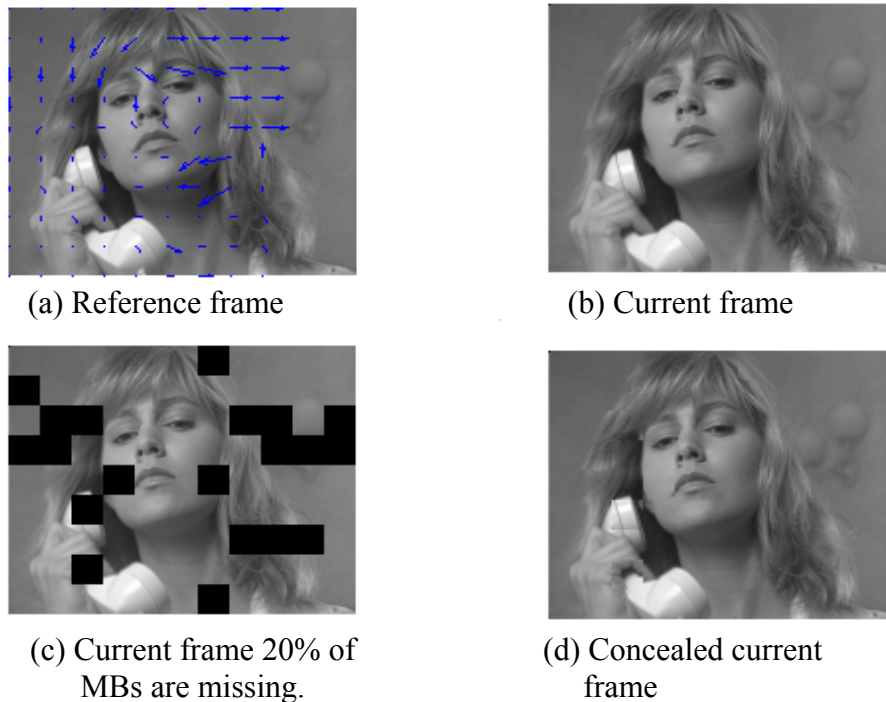 (a) Reference frame
(b) Current frame
(c) Current frame 20% of
MBs are missing.
(d) Concealed current
frame